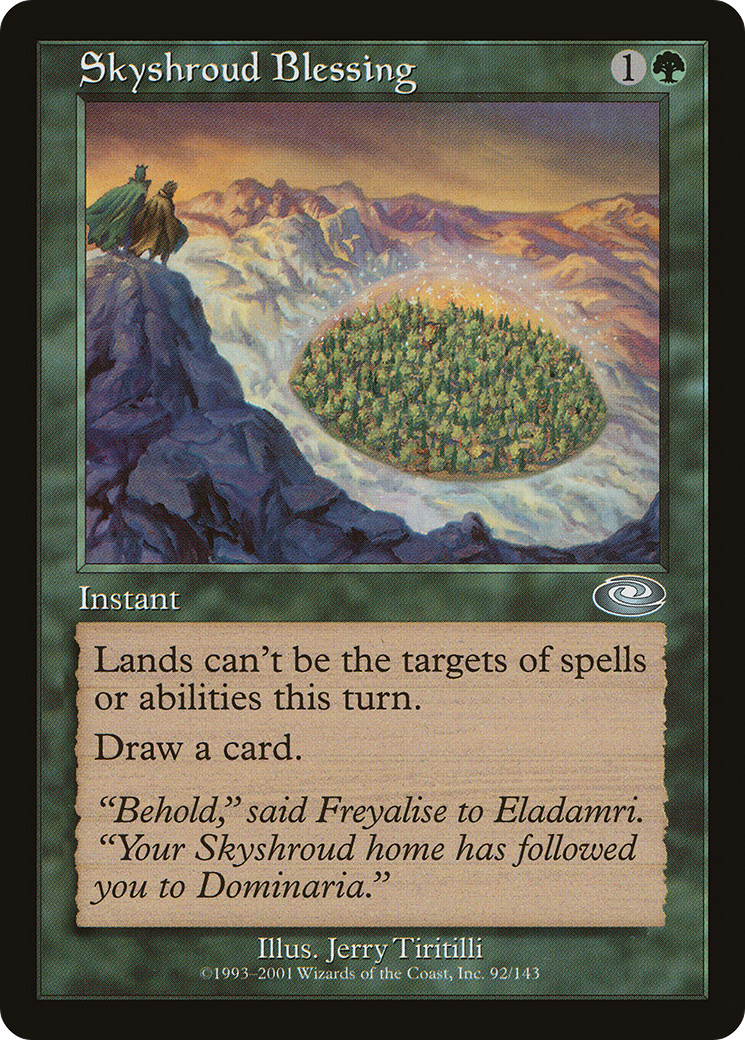 Skyshroud Blessing 1
Instant
Lands can't be the targets of spells
or abilities this turn.
Draw a card.
“Behold,” said Freyalise to Eladamri.
“Your Skyshroud home has followed
you to Dominaria.”
Illus. Jerry Tiritilli
©1993–2001 Wizards of the Coast, Inc. 92/143